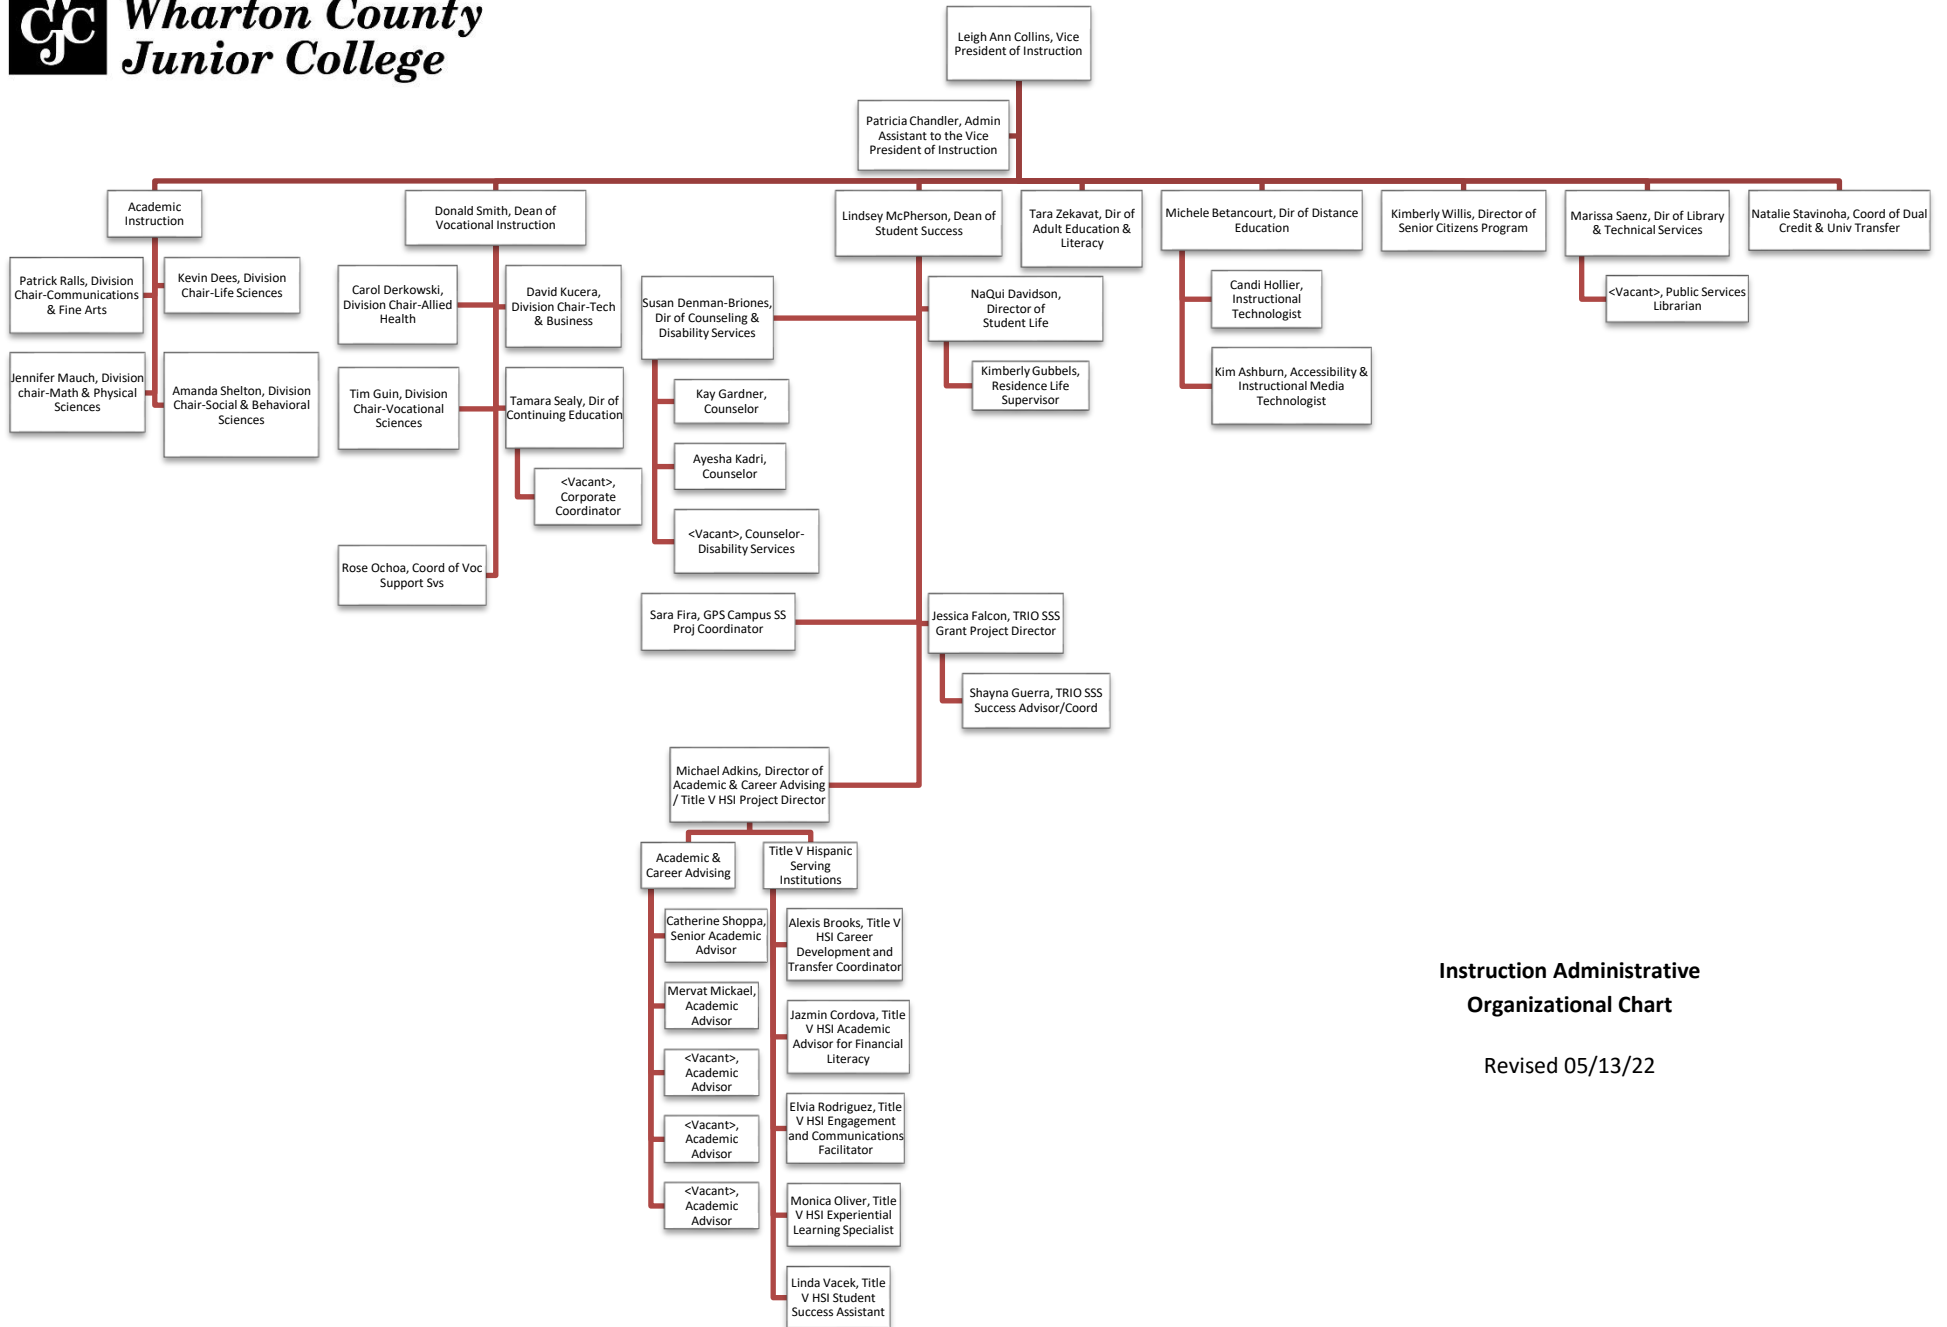 CJC
Wharton County
Junior College
Leigh Ann Collins, Vice
President of Instruction
Patricia Chandler, Admin
Assistant to the Vice
President of Instruction
Academic
Instruction
Patrick Ralls, Division
Chair-Communications
& Fine Arts
Kevin Dees, Division
Chair-Life Sciences
Jennifer Mauch, Division
chair-Math & Physical
Sciences
Amanda Shelton, Division
Chair-Social & Behavioral
Sciences
Donald Smith, Dean of
Vocational Instruction
Carol Derkowski,
Division Chair-Allied
Health
David Kucera,
Division Chair-Tech
& Business
Tim Guin, Division
Chair-Vocational
Sciences
Tamara Sealy, Dir of
Continuing Education
<Vacant>,
Corporate
Coordinator
Rose Ochoa, Coord of Voc
Support Svs
Lindsey McPherson, Dean of
Student Success
Susan Denman-Briones,
Dir of Counseling &
Disability Services
Kay Gardner,
Counselor
Ayesha Kadri,
Counselor
<Vacant>, Counselor-
Disability Services
NaQui Davidson,
Director of
Student Life
Kimberly Gubbels,
Residence Life
Supervisor
Sara Fira, GPS Campus SS
Proj Coordinator
Jessica Falcon, TRIO SSS
Grant Project Director
Shayna Guerra, TRIO SSS
Success Advisor/Coord
Michael Adkins, Director of
Academic & Career Advising
/ Title V HSI Project Director
Academic &
Career Advising
Catherine Shoppa,
Senior Academic
Advisor
Mervat Mickael,
Academic
Advisor
<Vacant>,
Academic
Advisor
<Vacant>,
Academic
Advisor
<Vacant>,
Academic
Advisor
Title V Hispanic
Serving
Institutions
Alexis Brooks, Title V
HSI Career
Development and
Transfer Coordinator
Jazmin Cordova, Title
V HSI Academic
Advisor for Financial
Literacy
Elvia Rodriguez, Title
V HSI Engagement
and Communications
Facilitator
Monica Oliver, Title
V HSI Experiential
Learning Specialist
Linda Vacek, Title
V HSI Student
Success Assistant
Tara Zekavat, Dir of
Adult Education &
Literacy
Michele Betancourt, Dir of Distance
Education
Candi Hollier,
Instructional
Technologist
Kim Ashburn, Accessibility &
Instructional Media
Technologist
Kimberly Willis, Director of
Senior Citizens Program
Marissa Saenz, Dir of Library
& Technical Services
<Vacant>, Public Services
Librarian
Natalie Stavinoha, Coord of Dual
Credit & Univ Transfer
Instruction Administrative
Organizational Chart
Revised 05/13/22